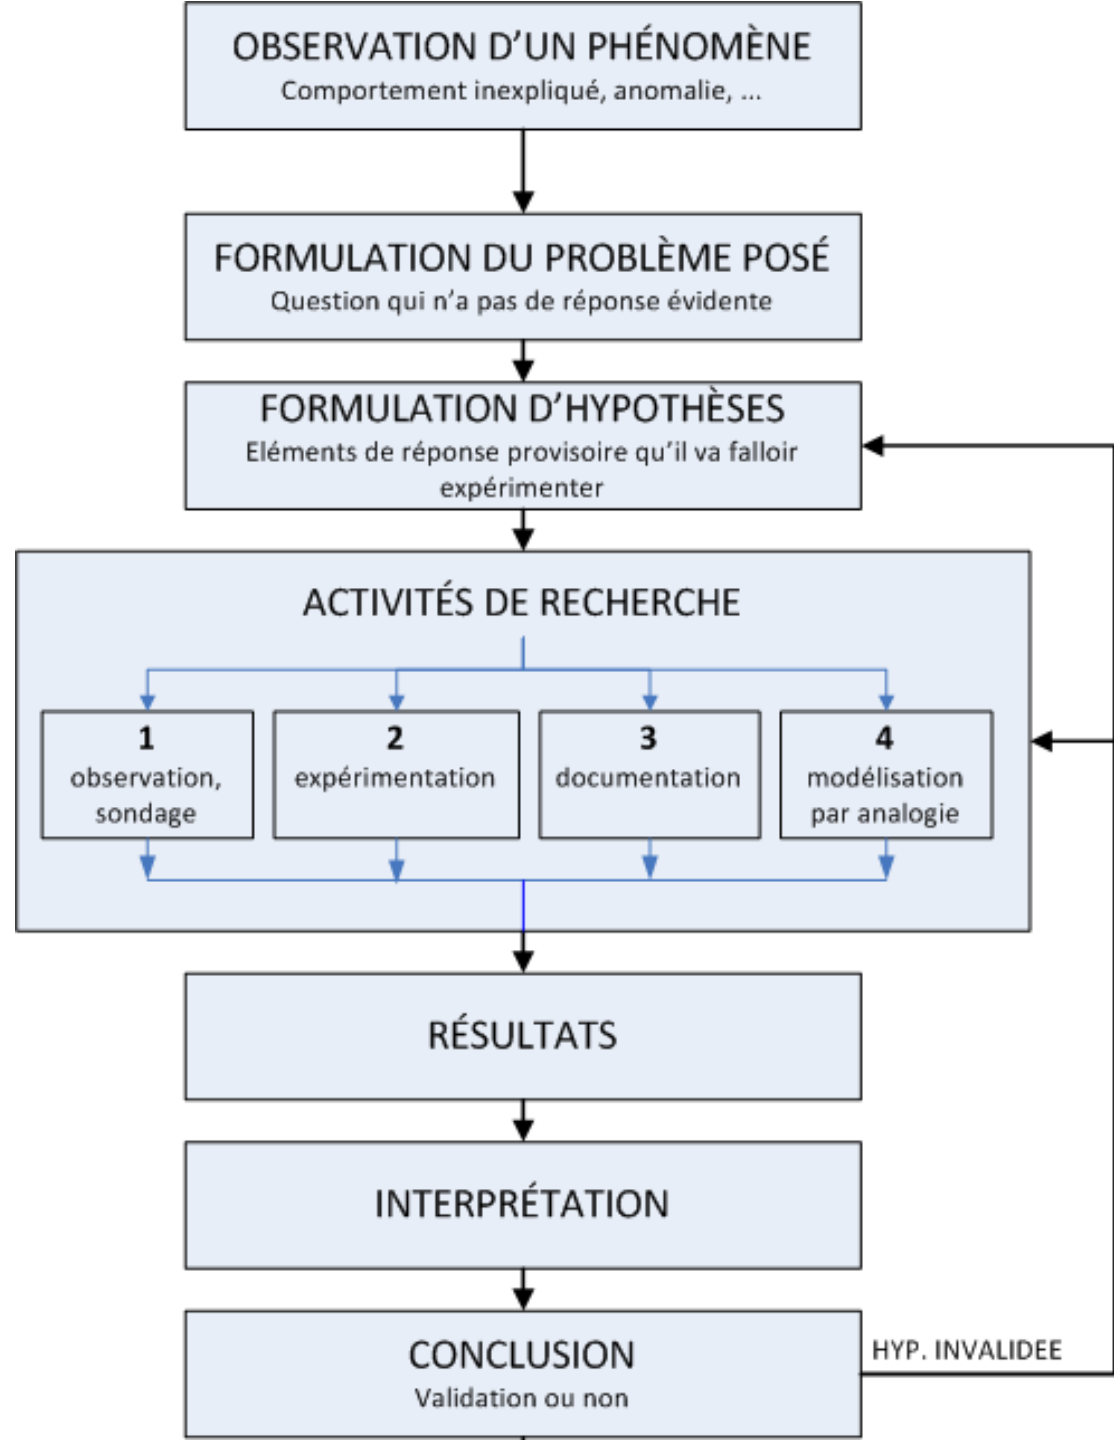 OBSERVATION D'UN PHÉNOMÈNE
Comportement inexpliqué, anomalie, ...
FORMULATION DU PROBLÈME POSÉ
Question qui n'a pas de réponse évidente
FORMULATION D'HYPOTHÈSES
Eléments de réponse provisoire qu'il va falloir
expérimenter
ACTIVITÉS DE RECHERCHE
1
observation,
sondage
2
expérimentation
3
documentation
4
modélisation
par analogie
RÉSULTATS
INTERPRÉTATION
CONCLUSION
Validation ou non
HYP. INVALIDEE